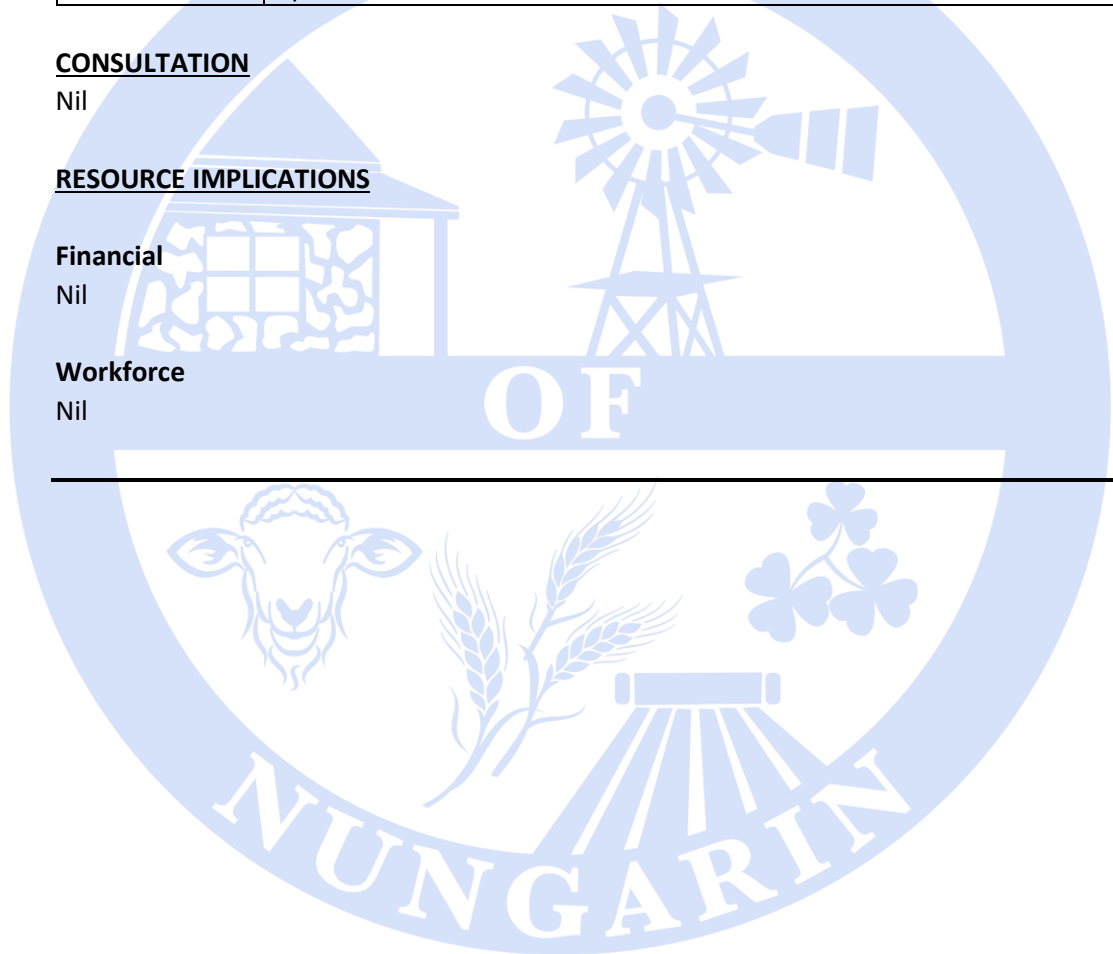 CONSULTATION
Nil
RESOURCE IMPLICATIONS
Financial
Nil
Workforce
Nil
OF
NUNGARIN